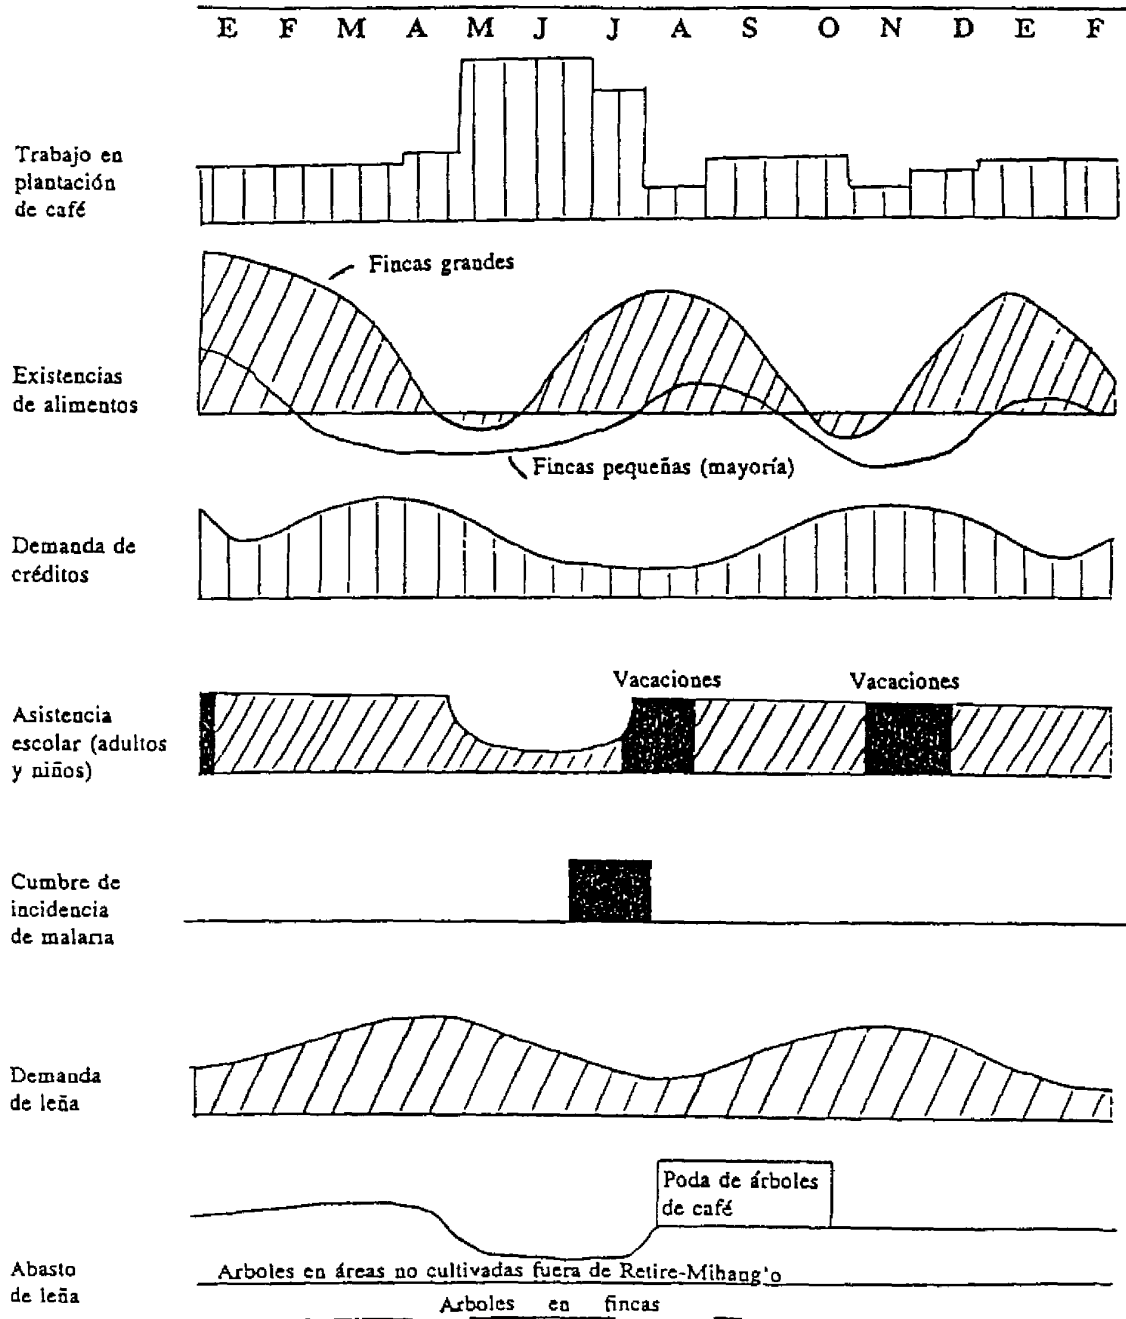 E F M A M J J A S O N D E F
Trabajo en
plantación
de café
Fincas grandes
Existencias
de alimentos
Fincas pequeñas (mayoría)
Demanda de
créditos
Vacaciones Vacaciones
Asistencia
escolar (adultos
y niños)
Cumbre de
incidencia
de malaria
Demanda
de leña
Poda de árboles
de café
Abasto
de leña
Arboles en áreas no cultivadas fuera de Retire-Mihang'o
Arboles en fincas